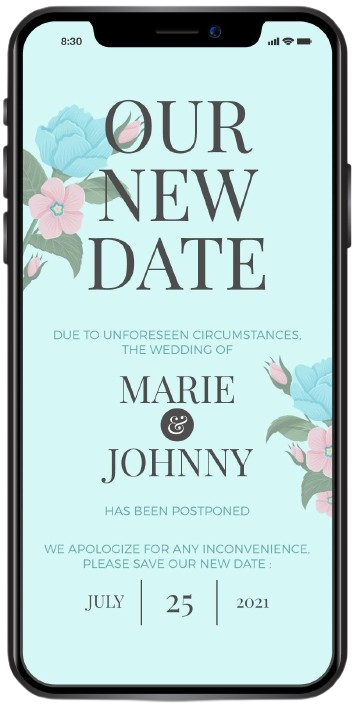 8:30
OUR
NEW
DATE
DUE TO UNFORESEEN CIRCUMSTANCES,
THE WEDDING OF
MARIE
&
JOHNNY
HAS BEEN POSTPONED
WE APOLOGIZE FOR ANY INCONVENIENCE,
PLEASE SAVE OUR NEW DATE :
JULY 25 2021